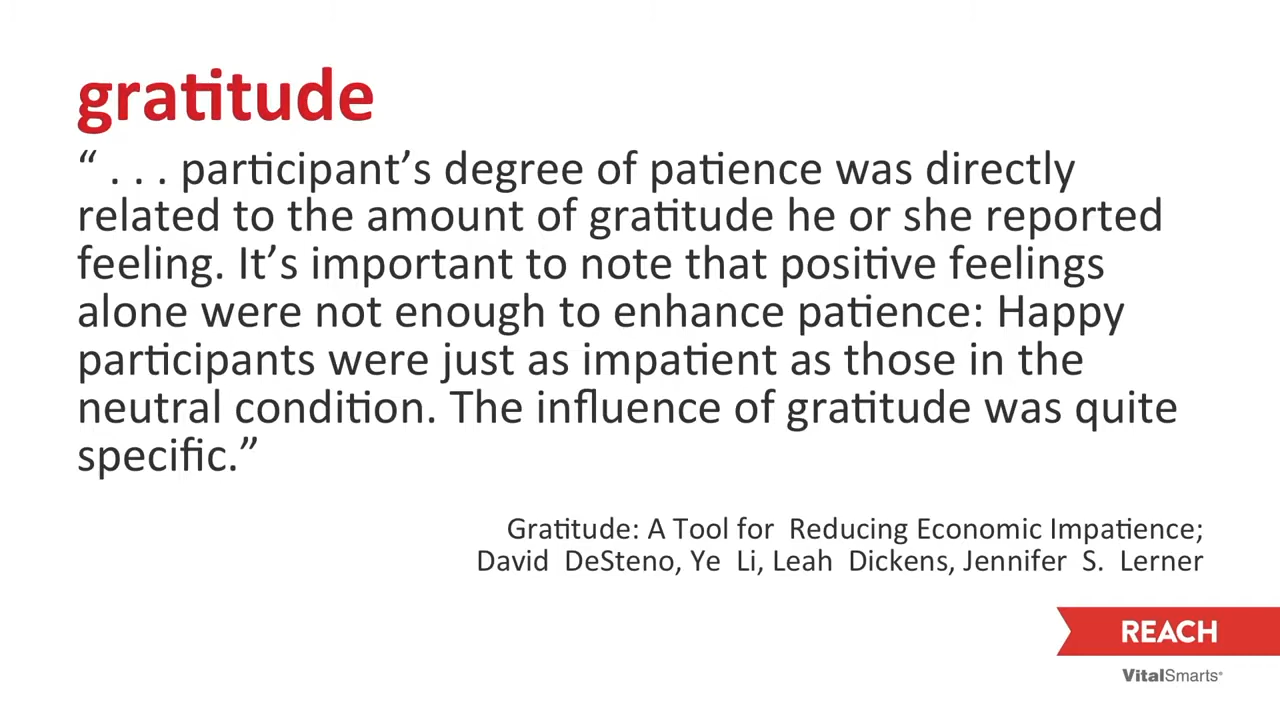 gratitude
“ . . . participant’s degree of patience was directly
related to the amount of gratitude he or she reported
feeling. It’s important to note that positive feelings
alone were not enough to enhance patience: Happy
participants were just as impatient as those in the
neutral condition. The influence of gratitude was quite
specific.”
Gratitude: A Tool for Reducing Economic Impatience;
David DeSteno, Ye Li, Leah Dickens, Jennifer S. Lerner
REACH
VitalSmarts®